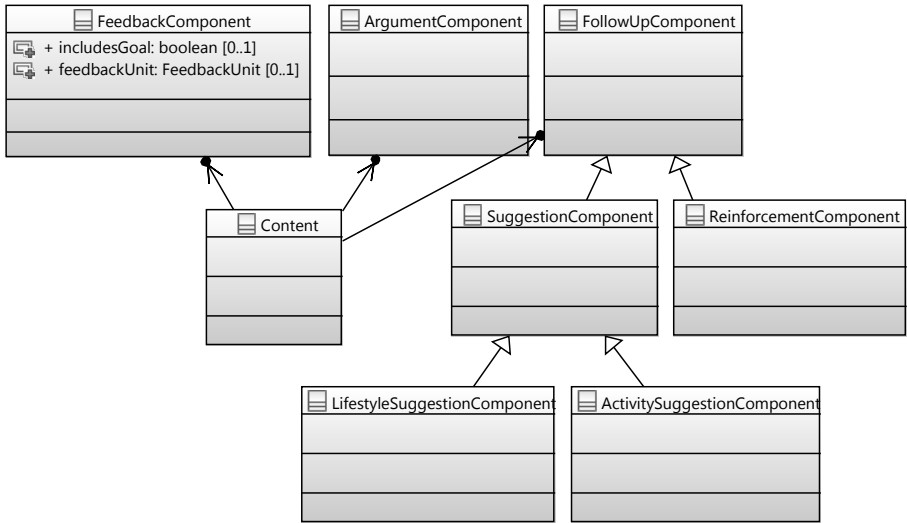 FeedbackComponent
+ includesGoal: boolean [0..1]
+ feedbackUnit: FeedbackUnit [0..1]
ArgumentComponent
FollowUpComponent
Content
SuggestionComponent
ReinforcementComponent
LifestyleSuggestionComponent
ActivitySuggestionComponent